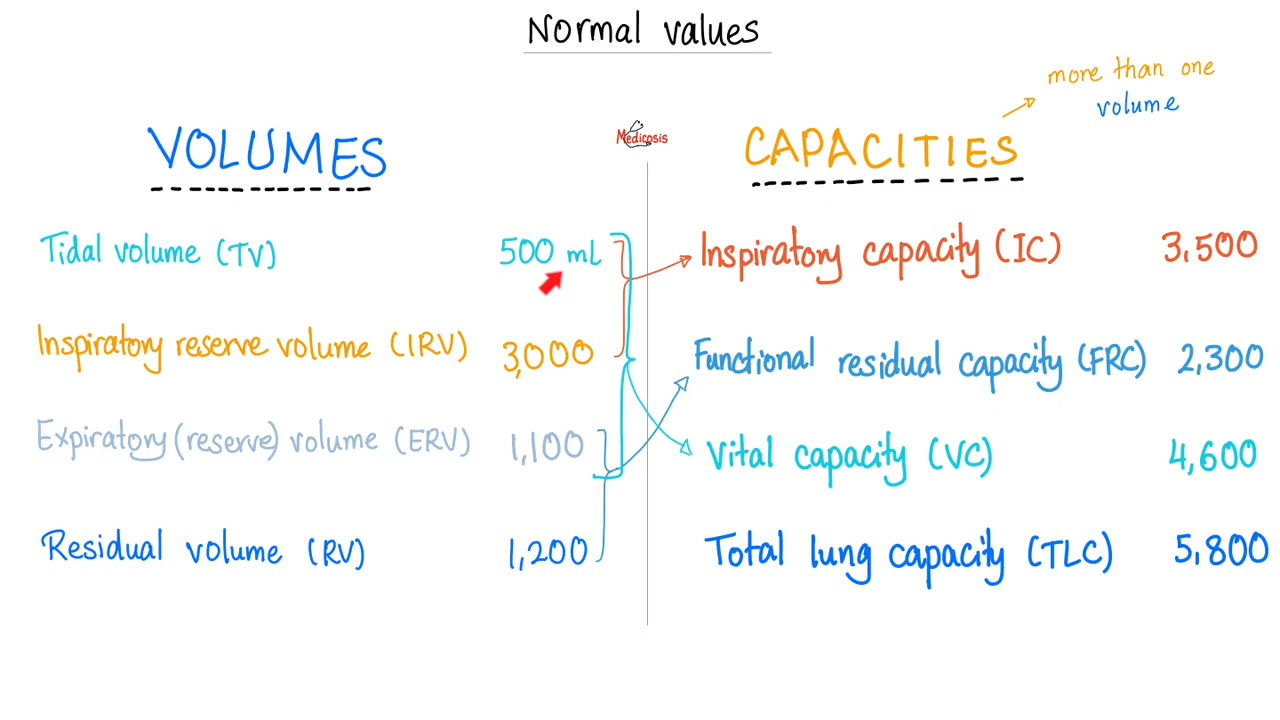 Normal values
more than one
volume
VOLUMES
Medicosis
CAPACITIES
Tidal volume (TV) 500 mL
Inspiratory capacity (IC) 3,500
Inspiratory reserve volume (IRV) 3,000
Functional residual capacity (FRC) 2,300
Expiratory (reserve) volume (ERV) 1,100
Vital capacity (VC) 4,600
Residual volume (RV) 1,200
Total lung capacity (TLC) 5,800